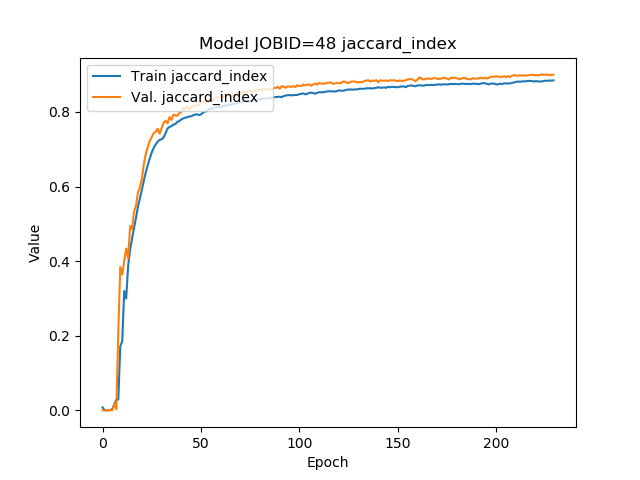 Model JOBID=48 jaccard_index
Train jaccard_index
Val. jaccard_index
Value
0.8
0.6
0.4
0.2
0.0
0 50 100 150 200
Epoch